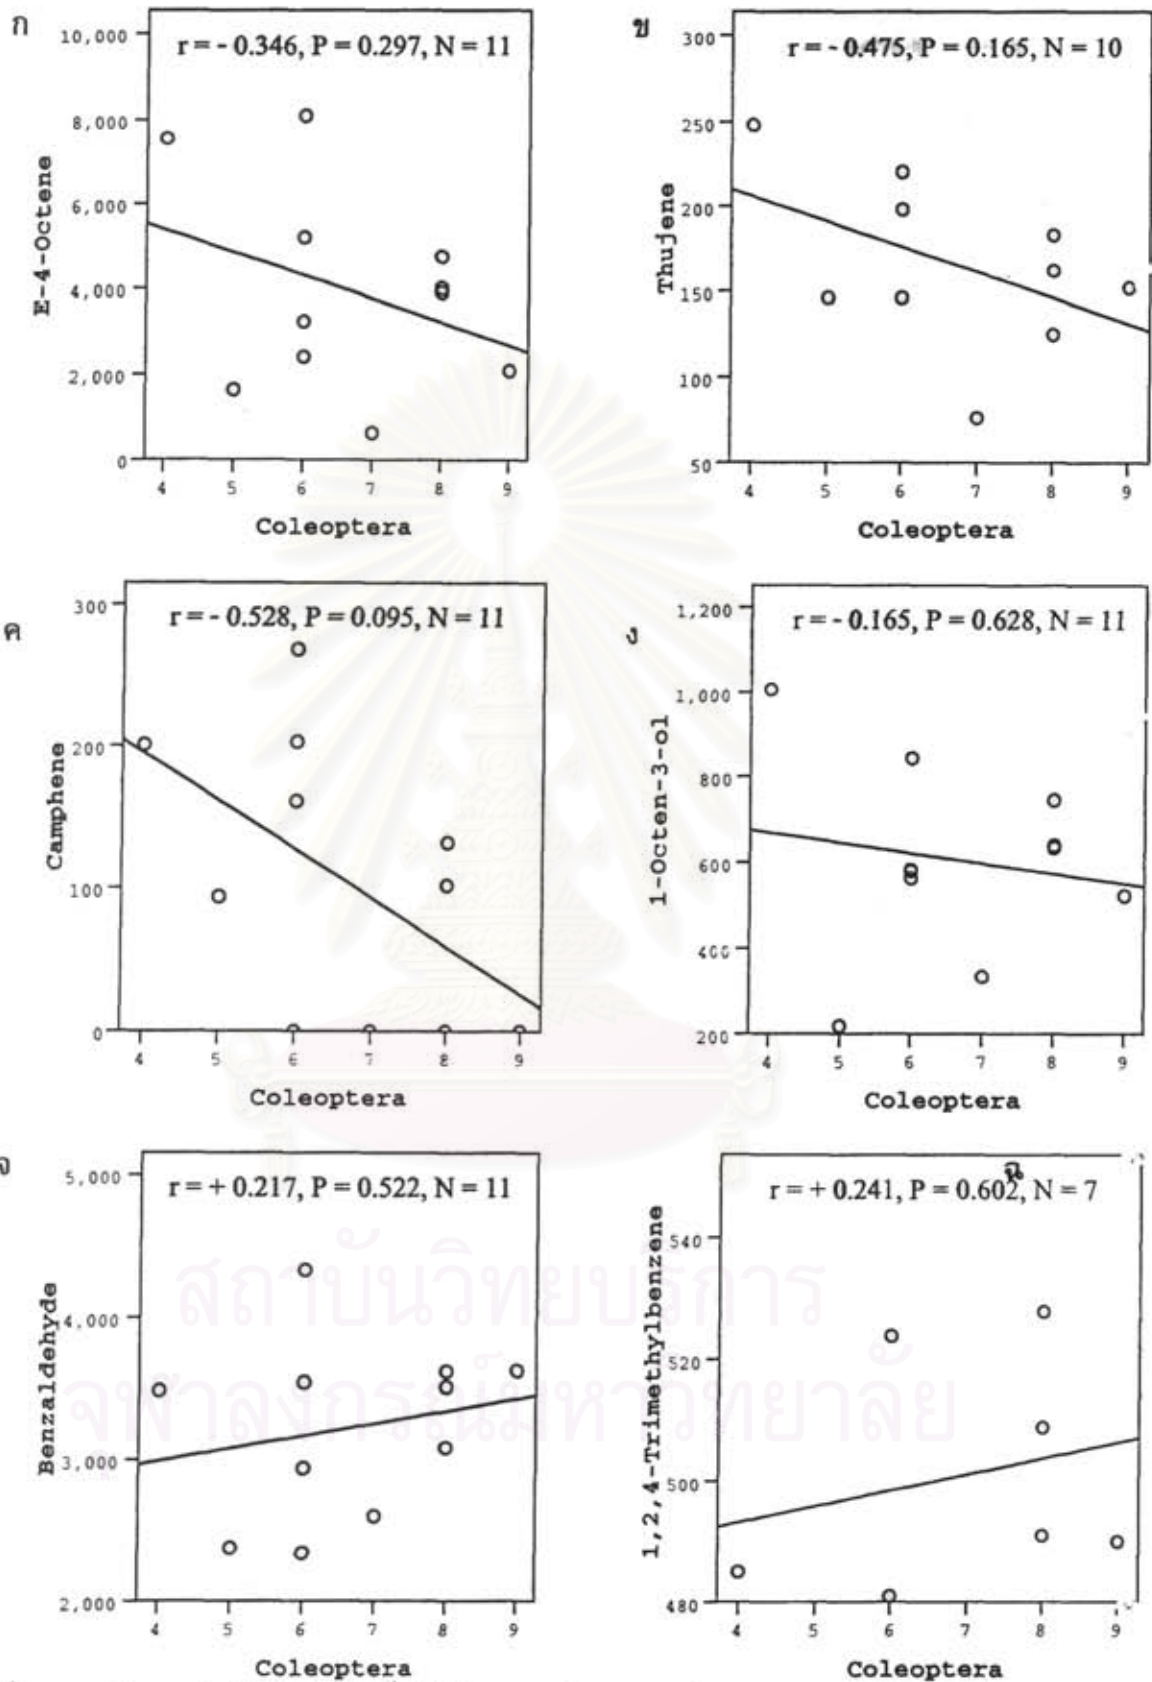 ก
r = - 0.346, P = 0.297, N = 11
10,000
8,000
6,000
4,000
2,000
0
E-4-Octene
4 5 6 7 8 9
Coleoptera
ข
r = - 0.475, P = 0.165, N = 10
300
250
200
150
100
50
Thujene
4 5 6 7 8 9
Coleoptera
ค
r = - 0.528, P = 0.095, N = 11
300
200
100
0
Camphene
4 5 6 7 8 9
Coleoptera
ง
r = - 0.165, P = 0.628, N = 11
1,200
1,000
800
600
400
200
1-Octen-3-ol
4 5 6 7 8 9
Coleoptera
จ
r = + 0.217, P = 0.522, N = 11
5,000
4,000
3,000
2,000
Benzaldehyde
4 5 6 7 8 9
Coleoptera
ฉ
r = + 0.241, P = 0.602, N = 7
540
520
500
480
1,2,4-Trimethylbenzene
4 5 6 7 8 9
Coleoptera
สถาบันวิทยบริการ
จุฬาลงกรณ์มหาวิทยาลัย